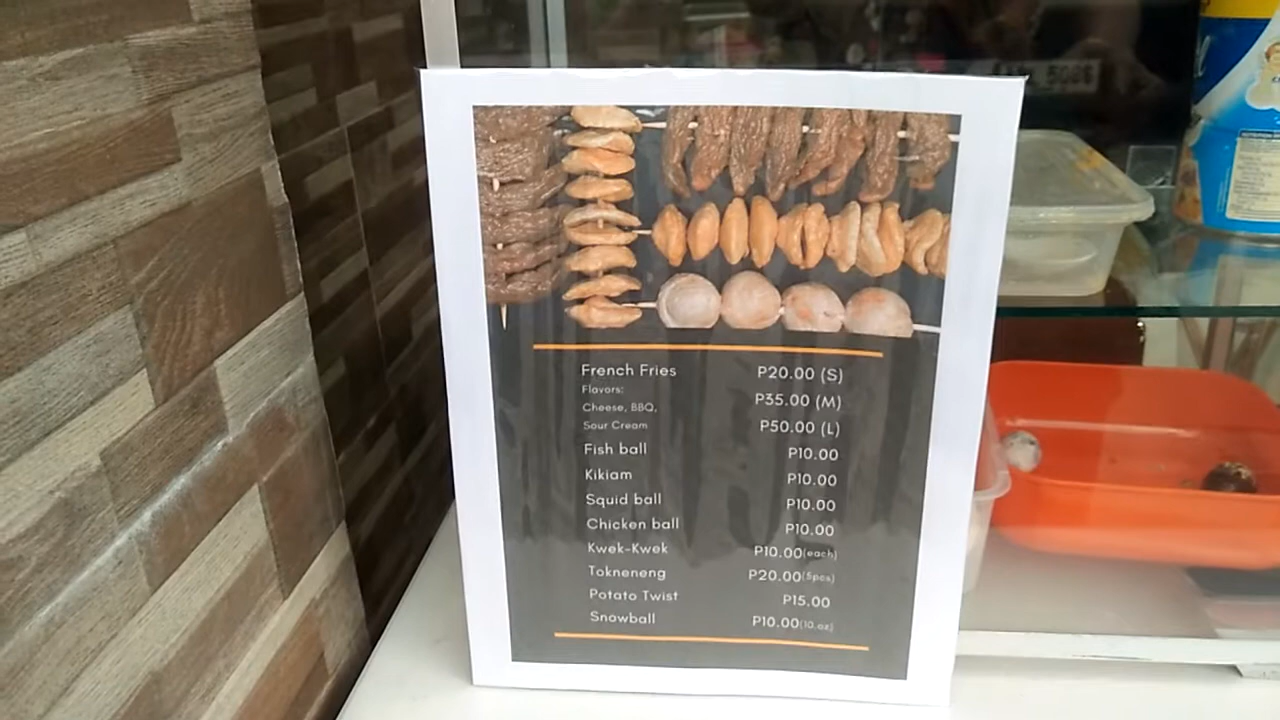 French Fries P20.00 (S)
Flavors:
Cheese, BBQ, P35.00 (M)
Sour Cream P50.00 (L)
Fish ball P10.00
Kikiam P10.00
Squid ball P10.00
Chicken ball P10.00
Kwek-Kwek P10.00(each)
Tokneneng P20.00(5pcs)
Potato Twist P15.00
Snowball P10.00(10.oz)